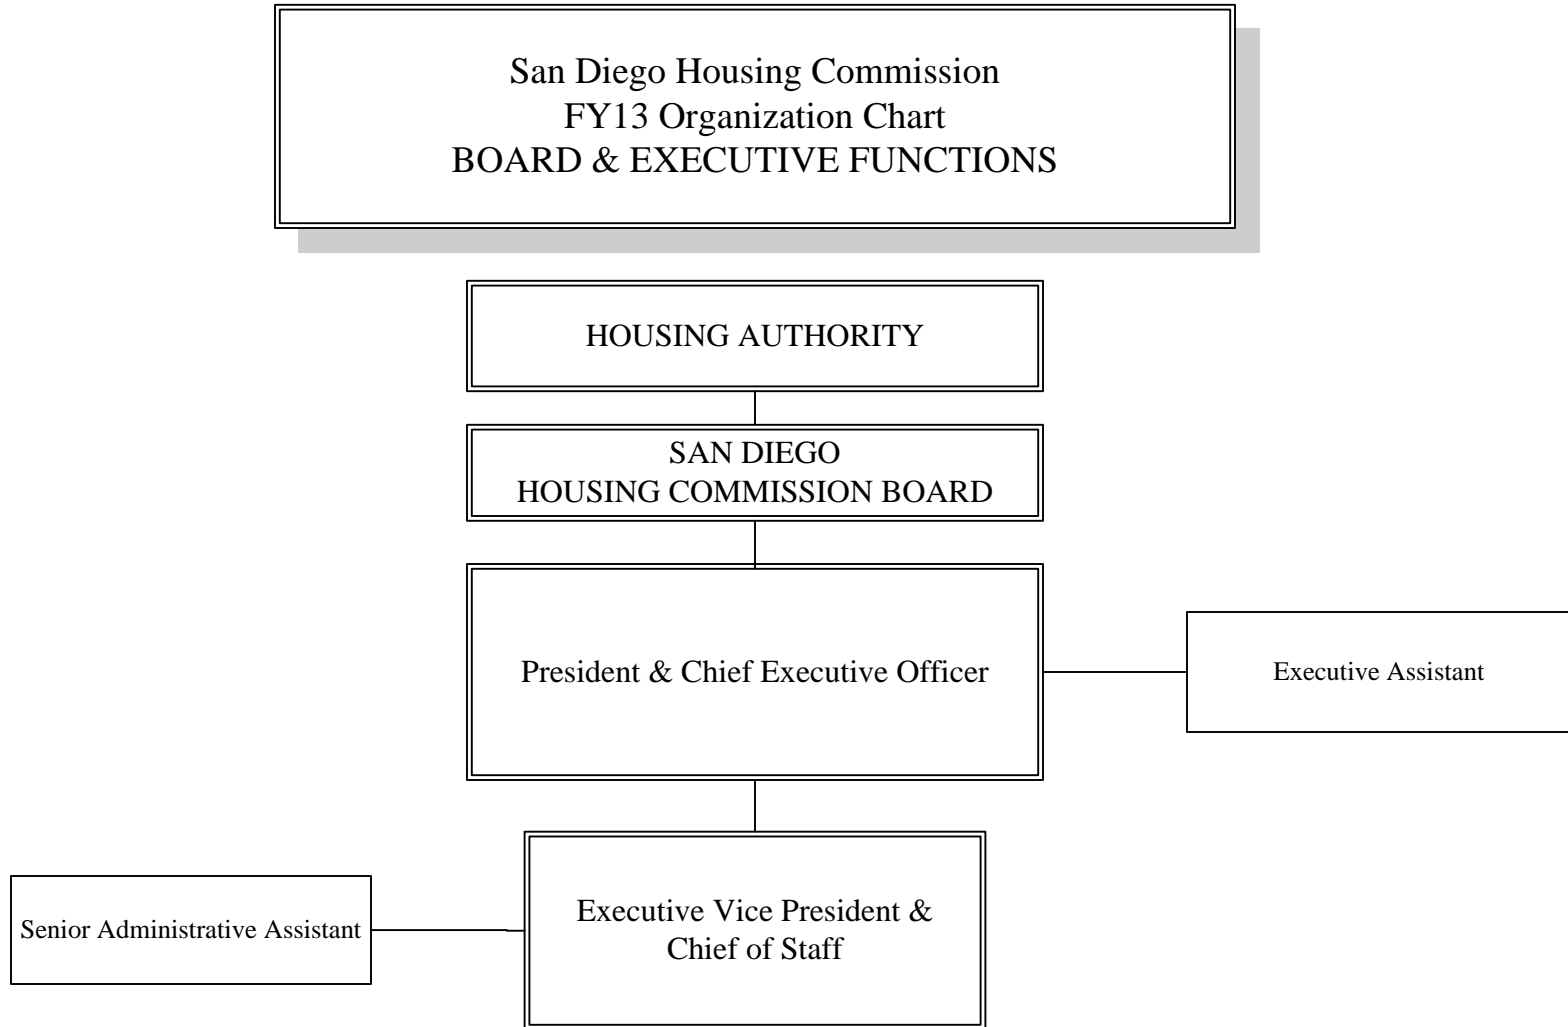 San Diego Housing Commission
FY13 Organization Chart
BOARD & EXECUTIVE FUNCTIONS
HOUSING AUTHORITY
SAN DIEGO
HOUSING COMMISSION BOARD
President & Chief Executive Officer
Executive Assistant
Senior Administrative Assistant
Executive Vice President &
Chief of Staff